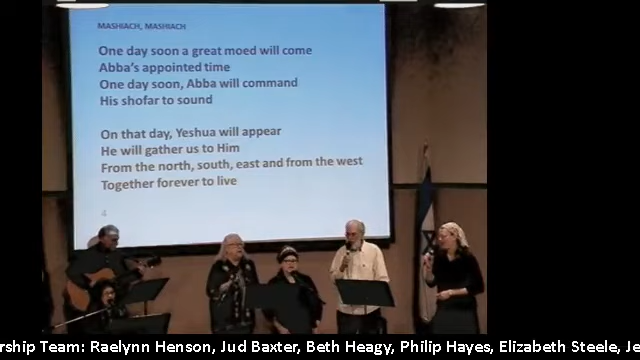 MASHIACH, MASHIACH
One day soon a great moed will come
Abba's appointed time
One day soon, Abba will command
His shofar to sound
On that day, Yeshua will appear
He will gather us to Him
From the north, south, east and from the west
Together forever to live
4
rship Team: Raelynn Henson, Jud Baxter, Beth Heagy, Philip Hayes, Elizabeth Steele, Je